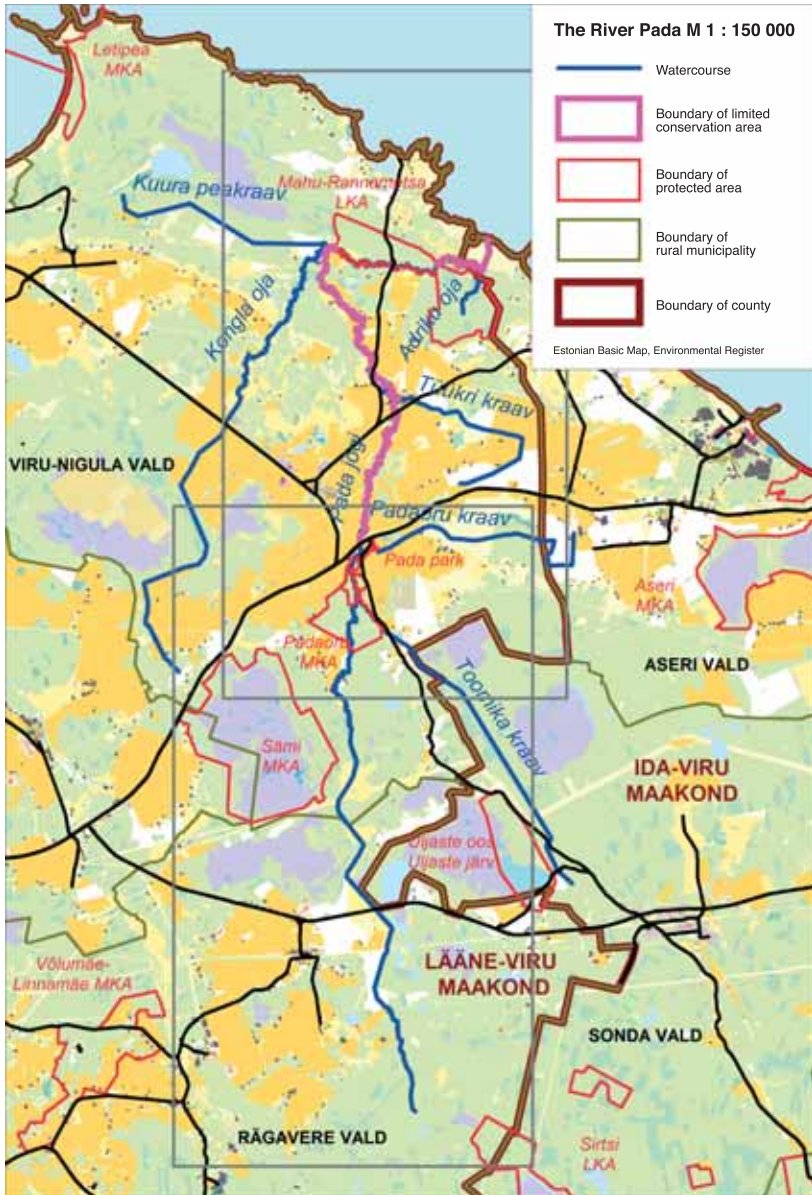 The River Pada M 1 : 150 000
Watercourse
Boundary of limited
conservation area
Boundary of
protected area
Boundary of
rural municipality
Boundary of county
Estonian Basic Map, Environmental Register
Letipea
MKA
Kuura peakraav
Mahu-Rannametsa
LKA
Kongla oja
Adriko oja
Tuukri kraav
VIRU-NIGULA VALD
Pada jõgi
Padaoru kraav
Pada park
Aseri
MKA
Padaoru
MKA
ASERI VALD
Toomika kraav
Sämi
MKA
IDA-VIRU
MAAKOND
Uljaste oos
Uljaste järv
LÄÄNE-VIRU
MAAKOND
Võlumäe-
Linnamäe MKA
SONDA VALD
RÄGAVERE VALD
Sirtsi
LKA